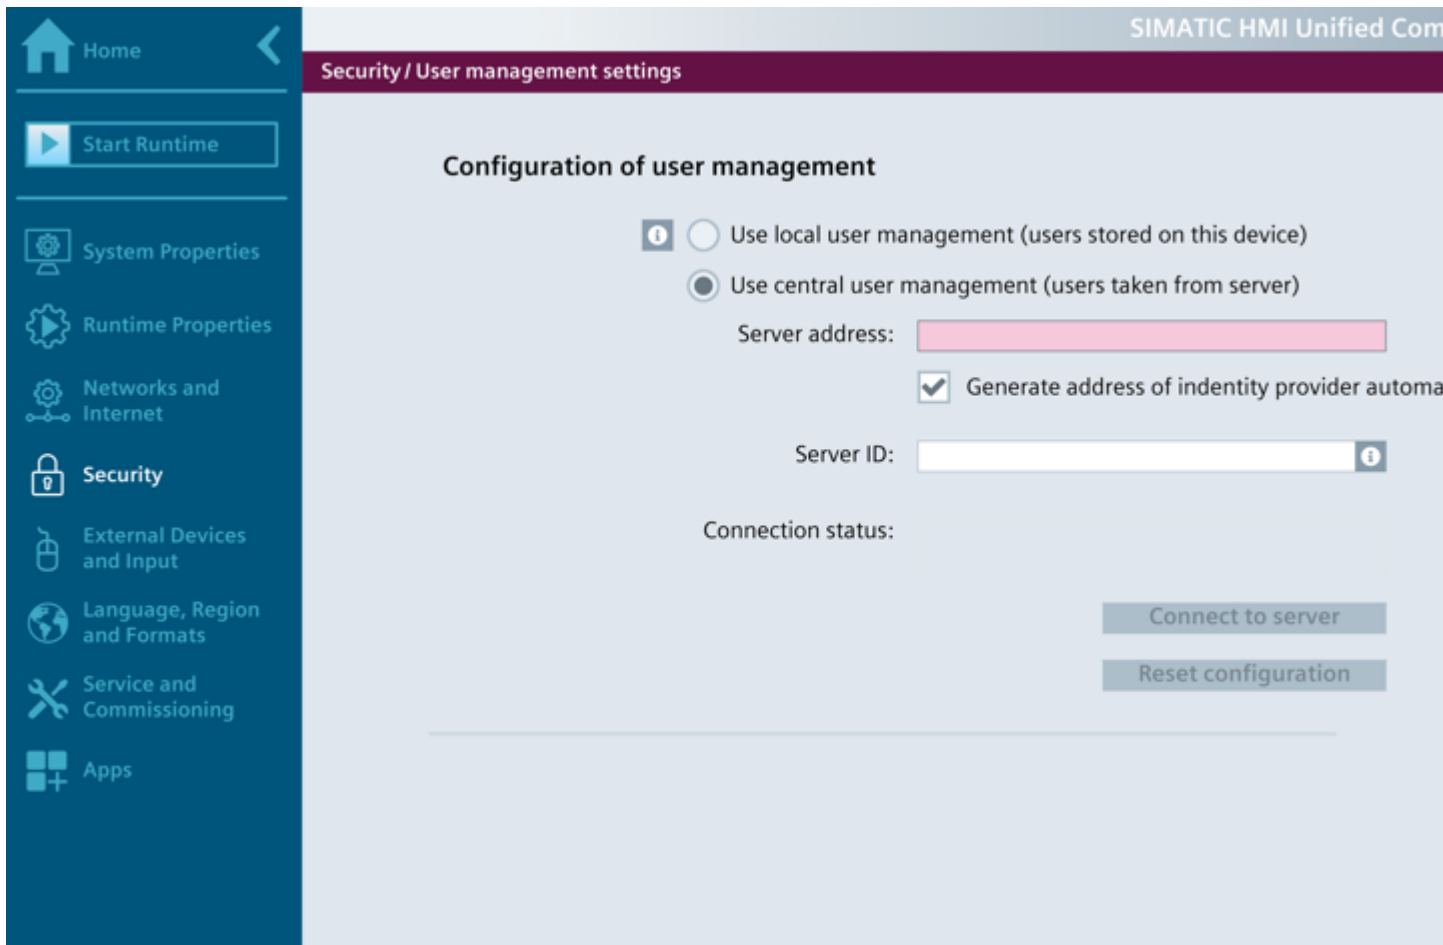 Home
Start Runtime
System Properties
Runtime Properties
Networks and
Internet
Security
External Devices
and Input
Language, Region
and Formats
Service and
Commissioning
Apps
SIMATIC HMI Unified Com
Security / User management settings
Configuration of user management
Use local user management (users stored on this device)
Use central user management (users taken from server)
Server address:
Generate address of indentity provider automa
Server ID:
Connection status:
Connect to server
Reset configuration